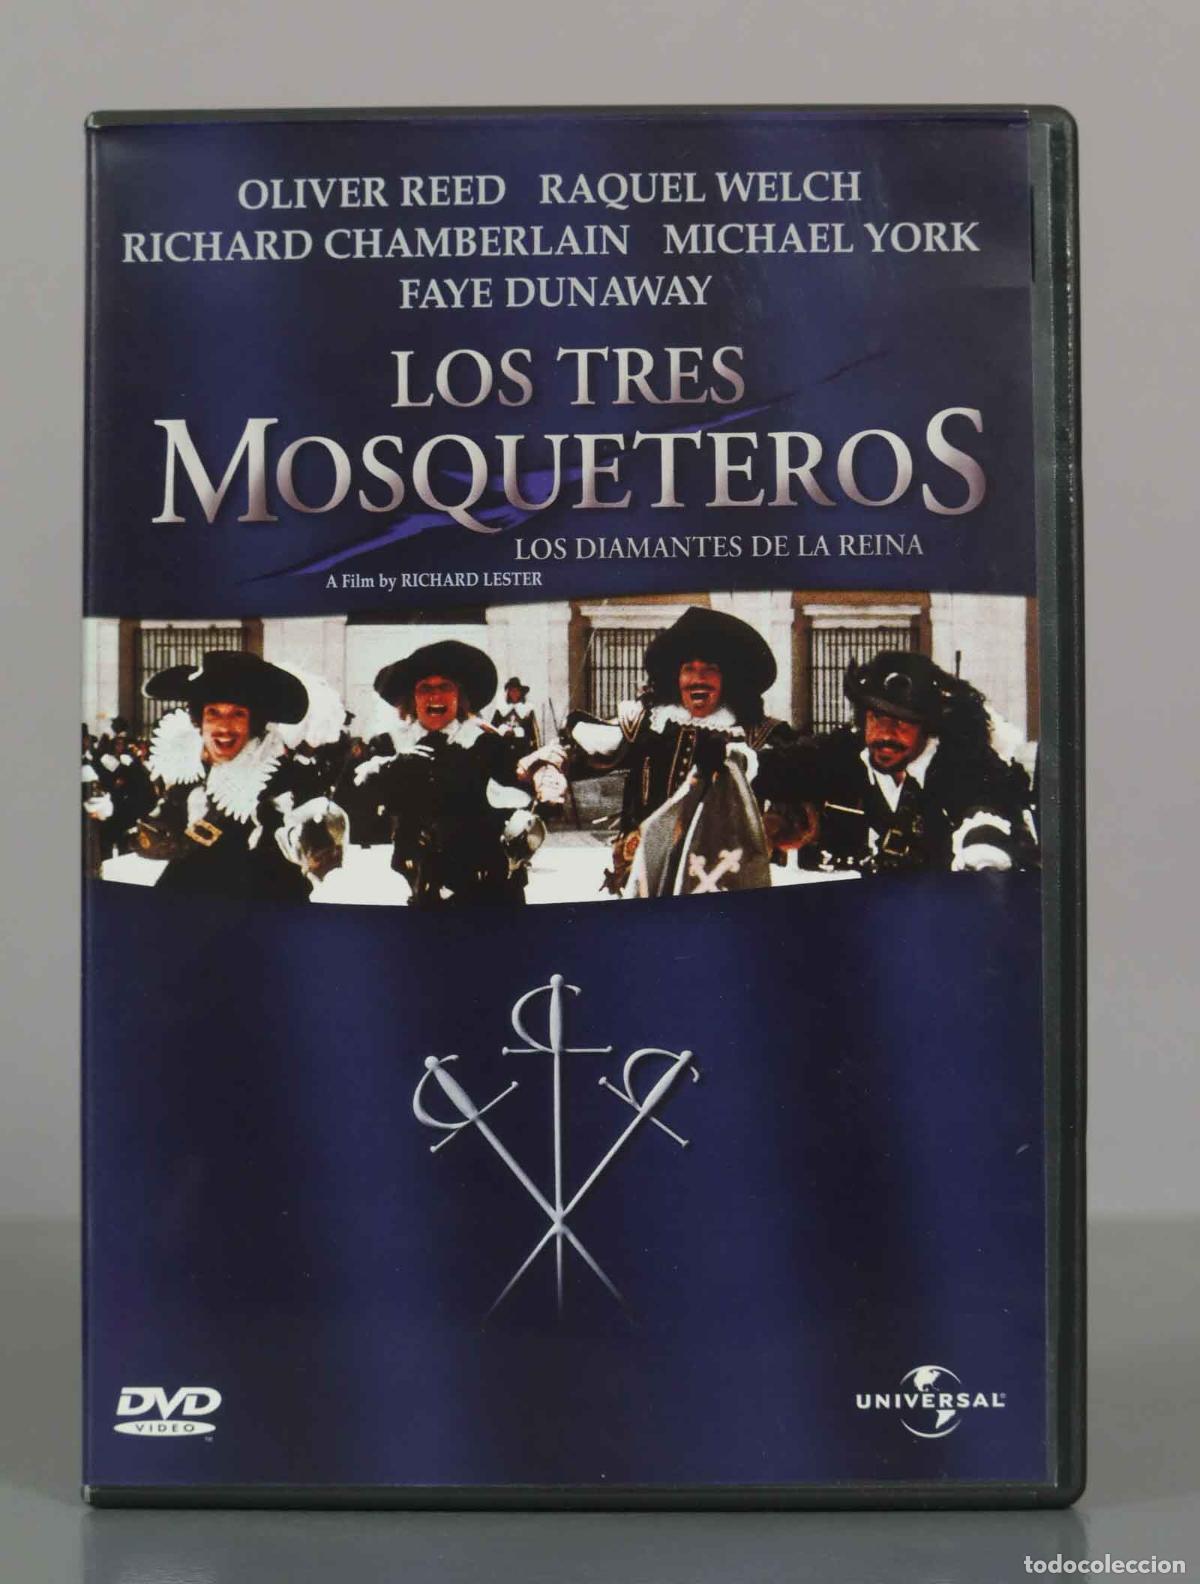 OLIVER REED RAQUEL WELCH
RICHARD CHAMBERLAIN MICHAEL YORK
FAYE DUNAWAY
LOS TRES
MOSQUETEROS
LOS DIAMANTES DE LA REINA
A Film by RICHARD LESTER
DVD
VIDEO
TM
UNIVERSAL®
todocoleccion